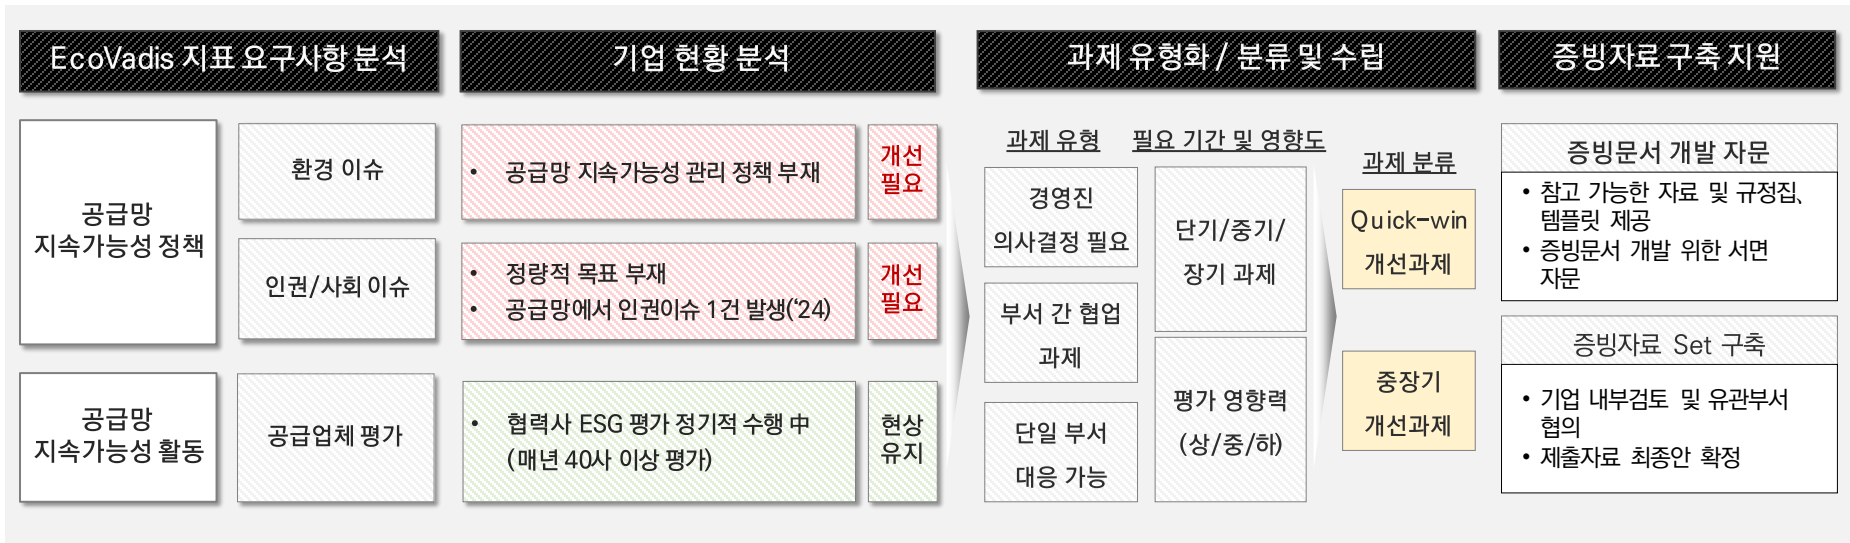 EcoVadis 지표 요구사항 분석
기업 현황 분석
과제 유형화 / 분류 및 수립
증빙자료 구축 지원
공급망
지속가능성 정책
환경 이슈
• 공급망 지속가능성 관리 정책 부재
개선
필요
인권/사회 이슈
• 정량적 목표 부재
• 공급망에서 인권이슈 1건 발생(‘24)
개선
필요
공급망
지속가능성 활동
공급업체 평가
• 협력사 ESG 평가 정기적 수행 中
(매년 40사 이상 평가)
현상
유지
과제 유형
경영진
의사결정 필요
부서 간 협업
과제
단일 부서
대응 가능
필요 기간 및 영향도
단기/중기/
장기 과제
평가 영향력
(상/중/하)
과제 분류
Quick-win
개선과제
중장기
개선과제
증빙문서 개발 자문
• 참고 가능한 자료 및 규정집,
템플릿 제공
• 증빙문서 개발 위한 서면
자문
증빙자료 Set 구축
• 기업 내부검토 및 유관부서
협의
• 제출자료 최종안 확정